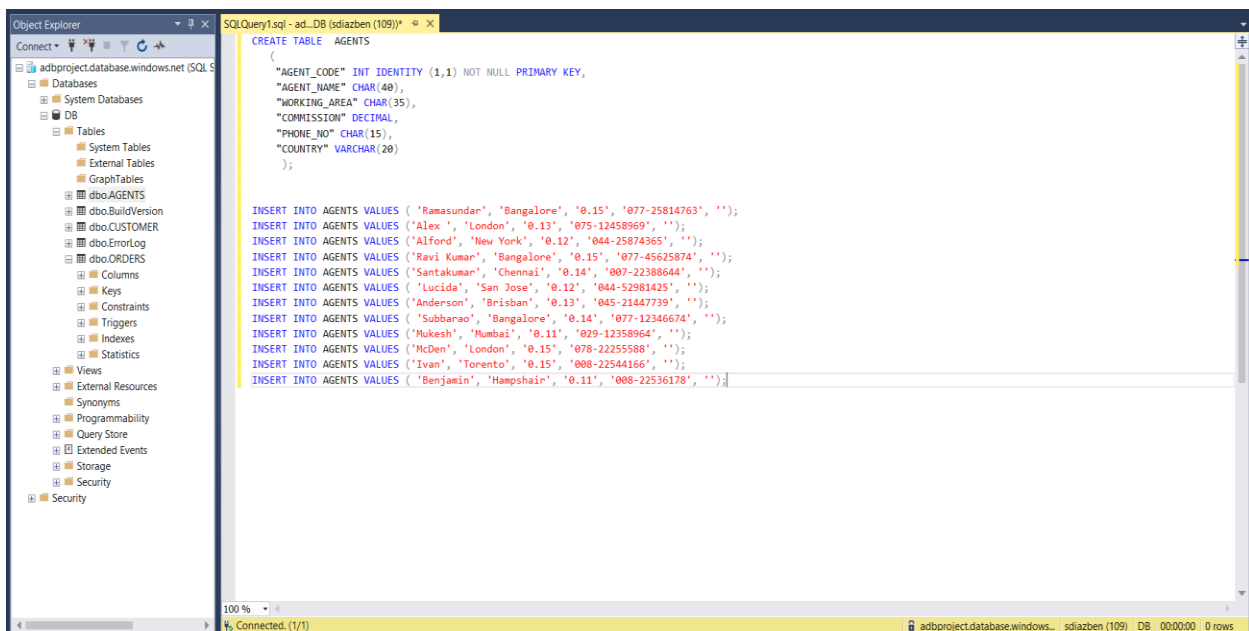 Object Explorer
Connect
adbproject.database.windows.net (SQL S
Databases
System Databases
DB
Tables
System Tables
External Tables
GraphTables
dbo.AGENTS
dbo.BuildVersion
dbo.CUSTOMER
dbo.ErrorLog
dbo.ORDERS
Columns
Keys
Constraints
Triggers
Indexes
Statistics
Views
External Resources
Synonyms
Programmability
Query Store
Extended Events
Storage
Security
Security
SQLQuery1.sql - ad...DB (sdiazben (109))*
CREATE TABLE  AGENTS
(
"AGENT_CODE" INT IDENTITY (1,1) NOT NULL PRIMARY KEY,
"AGENT_NAME" CHAR(40),
"WORKING_AREA" CHAR(35),
"COMMISSION" DECIMAL,
"PHONE_NO" CHAR(15),
"COUNTRY" VARCHAR(20)
);
INSERT INTO AGENTS VALUES ( 'Ramasundar', 'Bangalore', '0.15', '077-25814763', '');
INSERT INTO AGENTS VALUES ('Alex ', 'London', '0.13', '075-12458969', '');
INSERT INTO AGENTS VALUES ('Alford', 'New York', '0.12', '044-25874365', '');
INSERT INTO AGENTS VALUES ('Ravi Kumar', 'Bangalore', '0.15', '077-45625874', '');
INSERT INTO AGENTS VALUES ('Santakumar', 'Chennai', '0.14', '007-22388644', '');
INSERT INTO AGENTS VALUES ( 'Lucida', 'San Jose', '0.12', '044-52981425', '');
INSERT INTO AGENTS VALUES ('Anderson', 'Brisban', '0.13', '045-21447739', '');
INSERT INTO AGENTS VALUES ( 'Subbarao', 'Bangalore', '0.14', '077-12346674', '');
INSERT INTO AGENTS VALUES ('Mukesh', 'Mumbai', '0.11', '029-12358964', '');
INSERT INTO AGENTS VALUES ('McDen', 'London', '0.15', '078-22255588', '');
INSERT INTO AGENTS VALUES ('Ivan', 'Torento', '0.15', '008-22544166', '');
INSERT INTO AGENTS VALUES ( 'Benjamin', 'Hampshair', '0.11', '008-22536178', '');
100 %
Connected. (1/1)
adbproject.database.windows... sdiazben (109) DB 00:00:00 0 rows